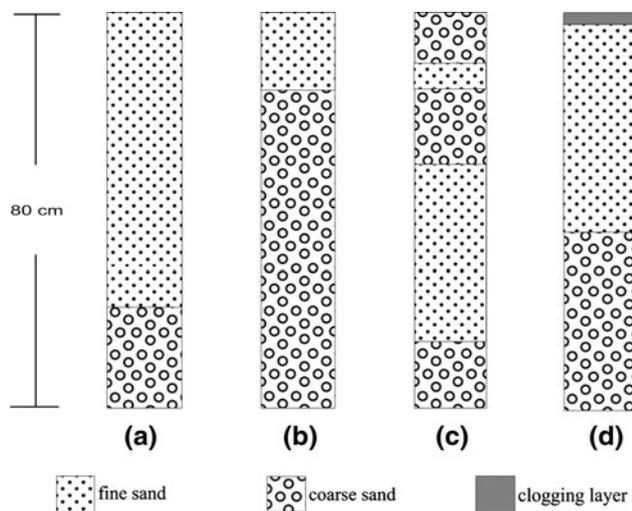 80 cm
(a) (b) (c) (d)
fine sand coarse sand clogging layer